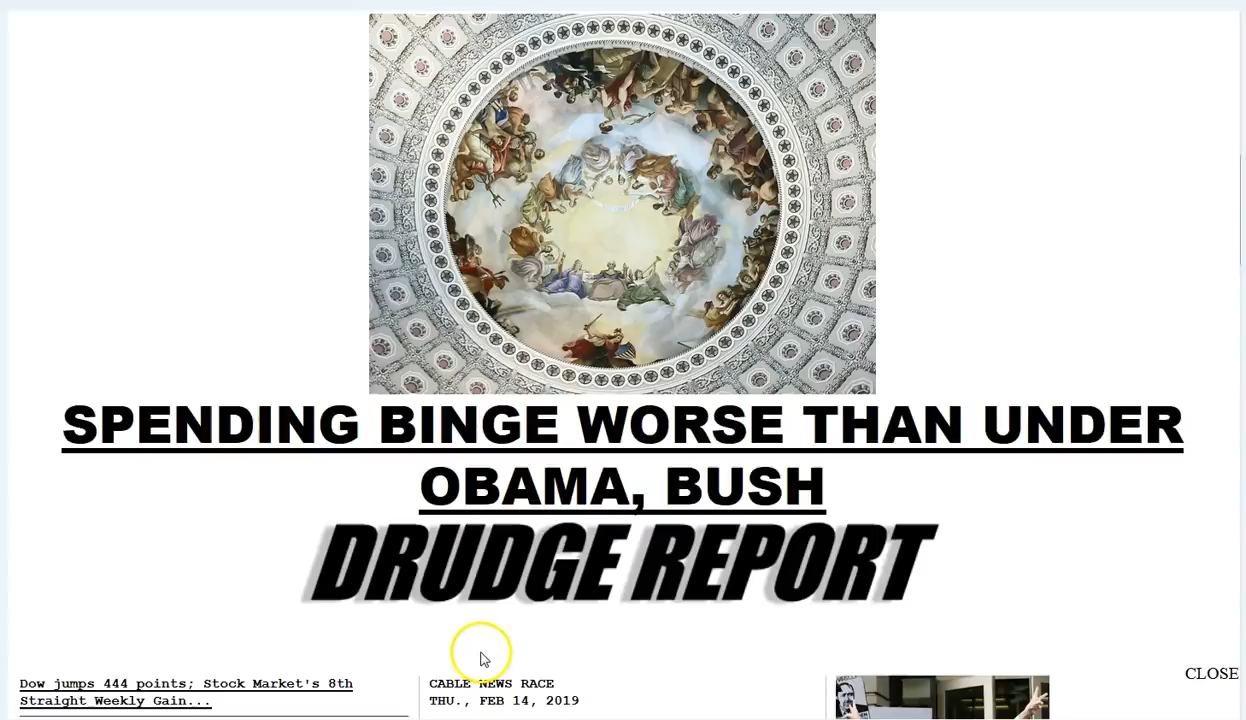 SPENDING BINGE WORSE THAN UNDER
OBAMA, BUSH
DRUDGE REPORT
CLOSE
Dow jumps 444 points; Stock Market's 8th
Straight Weekly Gain...
CABLE NEWS RACE
THU., FEB 14, 2019